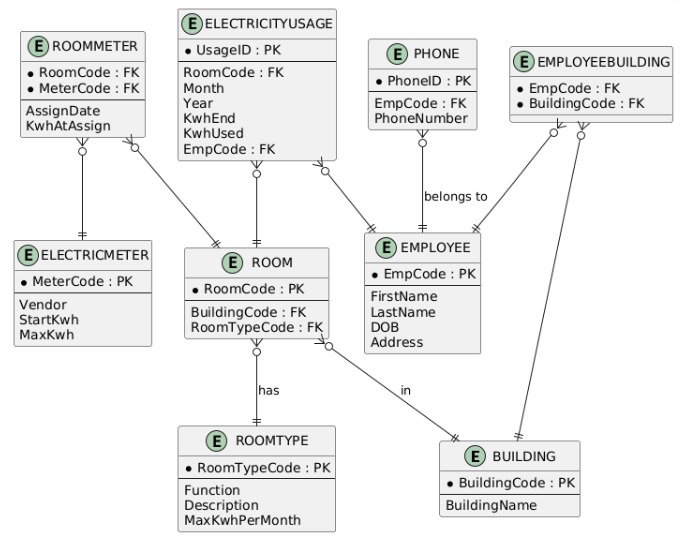 E ROOMMETER
* RoomCode : FK
* MeterCode : FK
AssignDate
KwhAtAssign
E ELECTRICITYUSAGE
* UsageID : PK
RoomCode : FK
Month
Year
KwhEnd
KwhUsed
EmpCode : FK
E PHONE
* PhoneID : PK
EmpCode : FK
PhoneNumber
E EMPLOYEEBUILDING
* EmpCode : FK
* BuildingCode : FK
belongs to
E ELECTRICMETER
* MeterCode : PK
Vendor
StartKwh
MaxKwh
E ROOM
* RoomCode : PK
BuildingCode : FK
RoomTypeCode : FK
E EMPLOYEE
* EmpCode : PK
FirstName
LastName
DOB
Address
has
in
E ROOMTYPE
* RoomTypeCode : PK
Function
Description
MaxKwhPerMonth
E BUILDING
* BuildingCode : PK
BuildingName